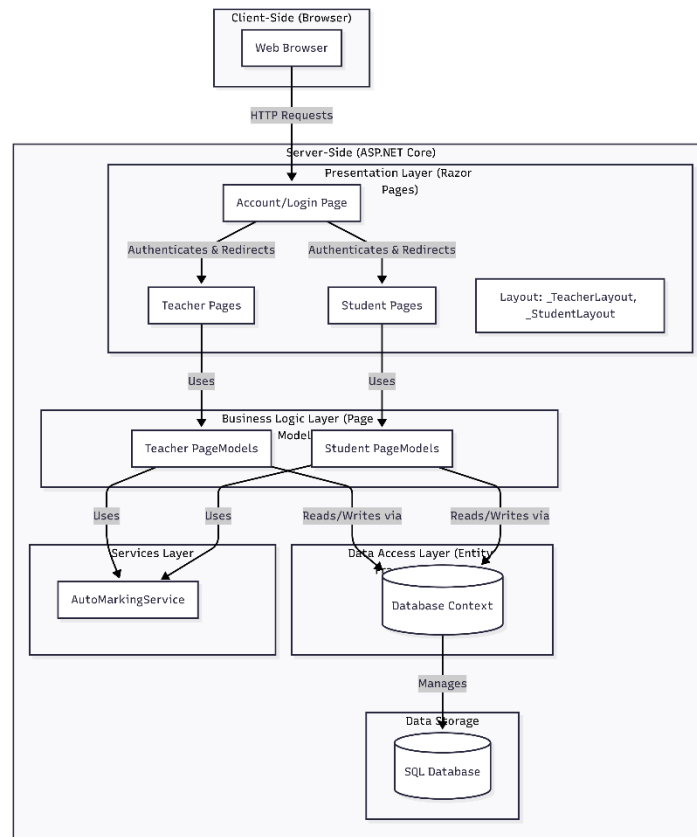 Client-Side (Browser)
Web Browser
HTTP Requests
Server-Side (ASP.NET Core)
Presentation Layer (Razor
Pages)
Account/Login Page
Authenticates & Redirects
Authenticates & Redirects
Teacher Pages
Student Pages
Layout: _TeacherLayout,
_StudentLayout
Uses
Uses
Business Logic Layer (Page
Model
Teacher PageModels
Student PageModels
Uses
Uses
Reads/Writes via
Reads/Writes via
Services Layer
Data Access Layer (Entity
AutoMarkingService
Database Context
Manages
Data Storage
SQL Database